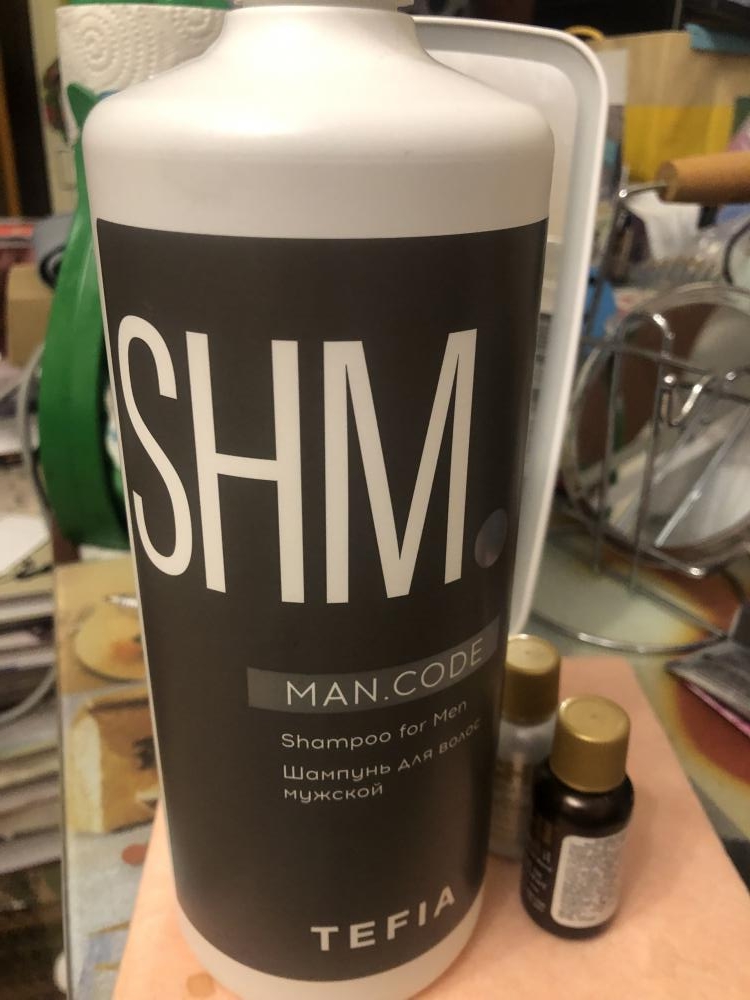 SHM.
MAN.CODE
Shampoo for Men
Шампунь для волос
мужской
TEFIA